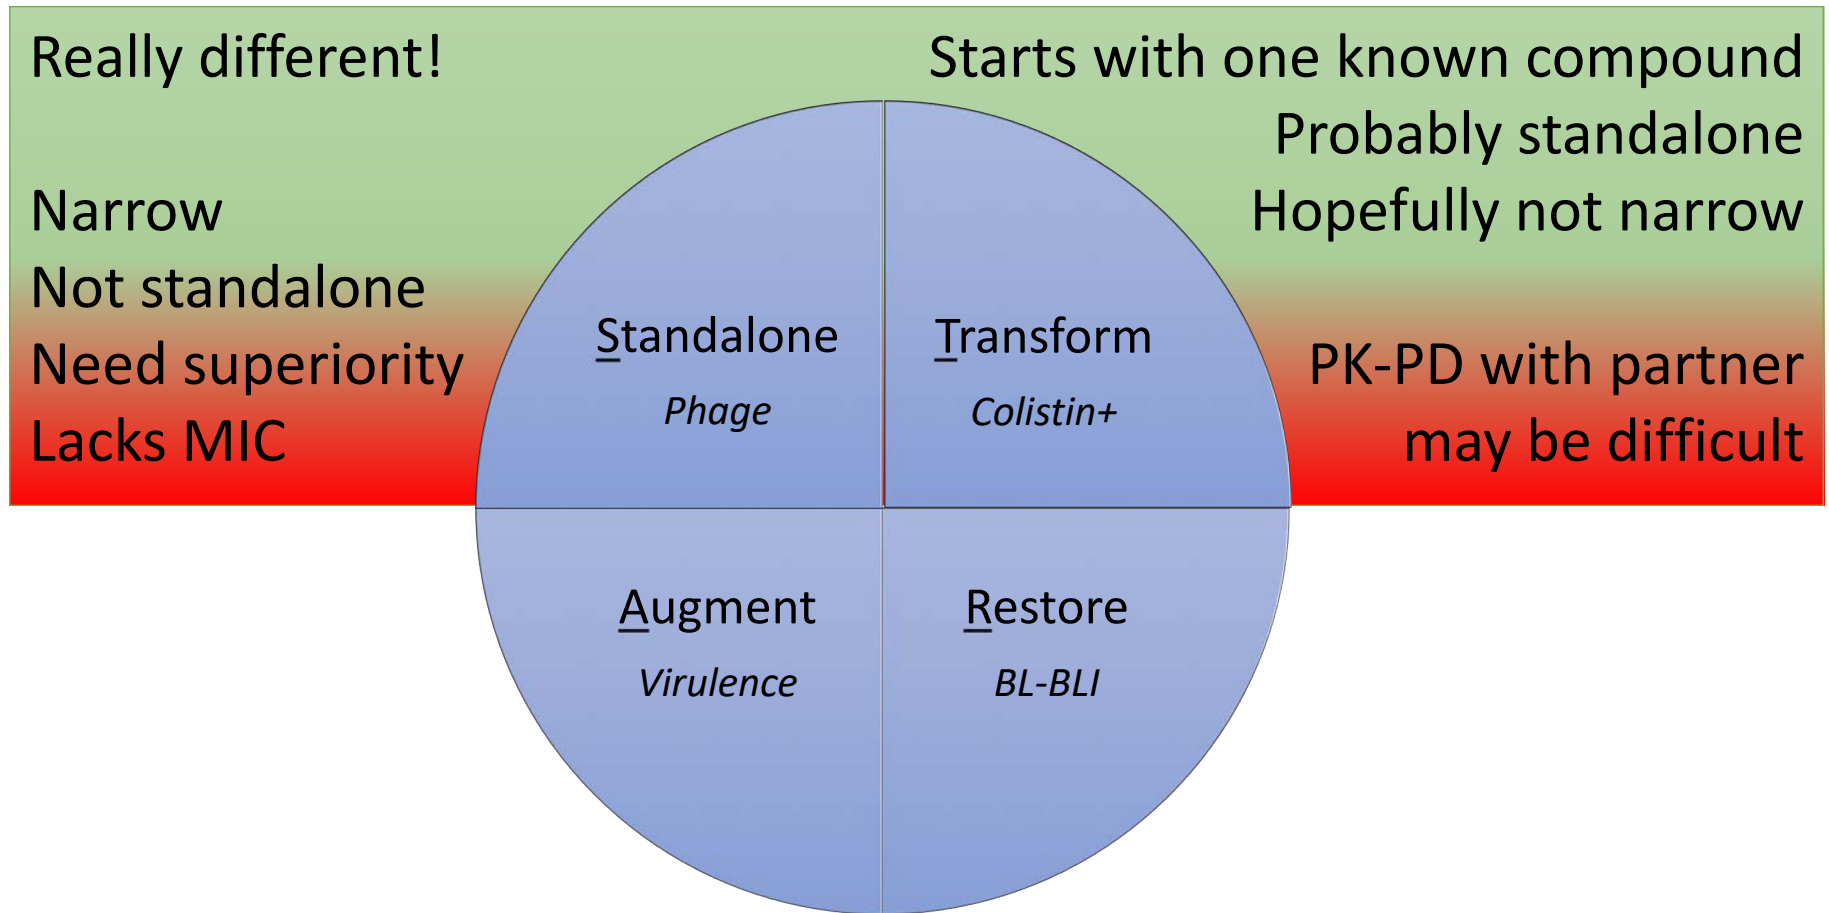 Really different!
Narrow
Not standalone
Need superiority
Lacks MIC
Starts with one known compound
Probably standalone
Hopefully not narrow
PK-PD with partner
may be difficult
Standalone
Phage
Transform
Colistin+
Augment
Virulence
Restore
BL-BLI